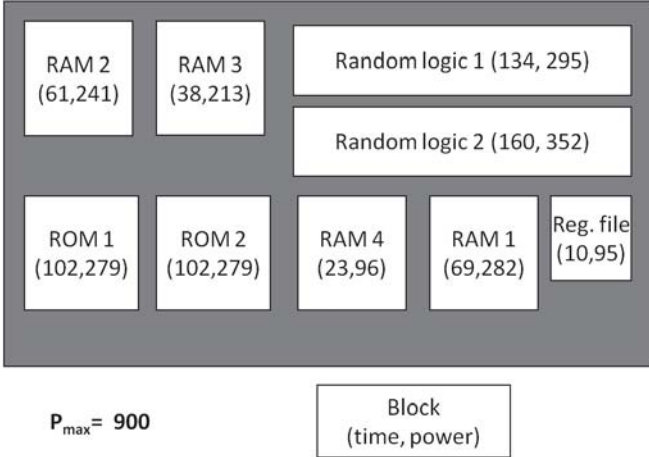 RAM 2
(61,241)
RAM 3
(38,213)
Random logic 1 (134, 295)
Random logic 2 (160, 352)
ROM 1
(102,279)
ROM 2
(102,279)
RAM 4
(23,96)
RAM 1
(69,282)
Reg. file
(10,95)
Pmax= 900
Block
(time, power)